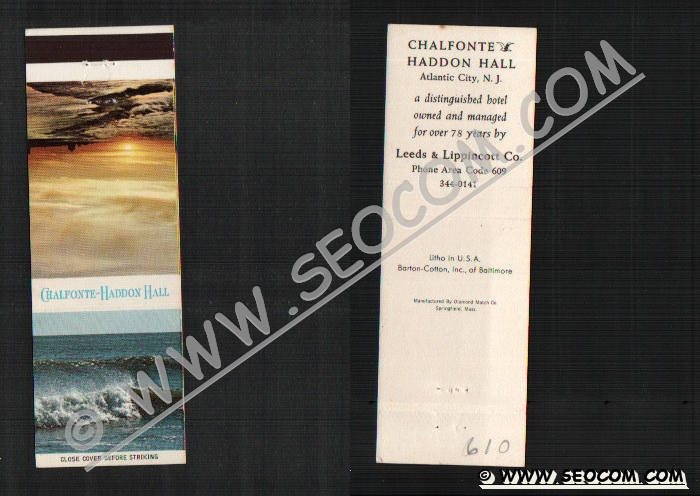 CHALFONTE-HADDON HALL
CLOSE COVER BEFORE STRIKING
CHALFONTE
HADDON HALL
Atlantic City, N. J.
a distinguished hotel
owned and managed
for over 78 years by
Leeds & Lippincott Co.
Phone Area Code 609
344-0141
Litho in U.S.A.
Barton-Cotton, Inc., of Baltimore
Manufactured By Diamond Match Co.
Springfield, Mass.
610
© WWW.SEOCOM.COM
© WWW.SEOCOM.COM